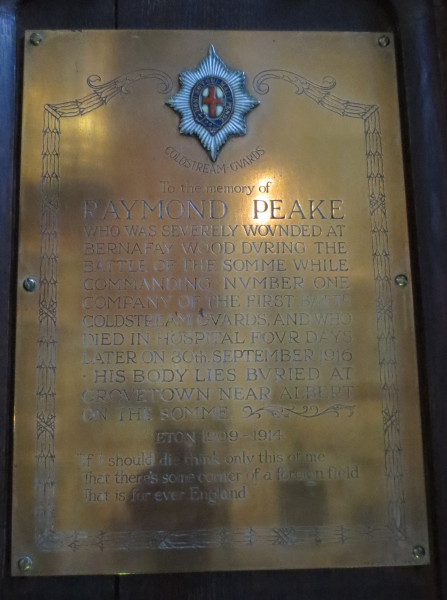 COLDSTREAM GVARDS
To the memory of
RAYMOND PEAKE
WHO WAS SEVERELY WOVNDED AT
BERNAFAY WOOD DVRING THE
BATTLE OF THE SOMME WHILE
COMMANDING NVMBER ONE
COMPANY OF THE FIRST BATT.
COLDSTREAM GVARDS, AND WHO
DIED IN HOSPITAL FOVR DAYS
LATER ON 30th SEPTEMBER 1916
HIS BODY LIES BVRIED AT
GROVETOWN NEAR ALBERT
ON THE SOMME
ETON 1909-1914
If I should die think only this of me
That there's some corner of a foreign field
That is for ever England